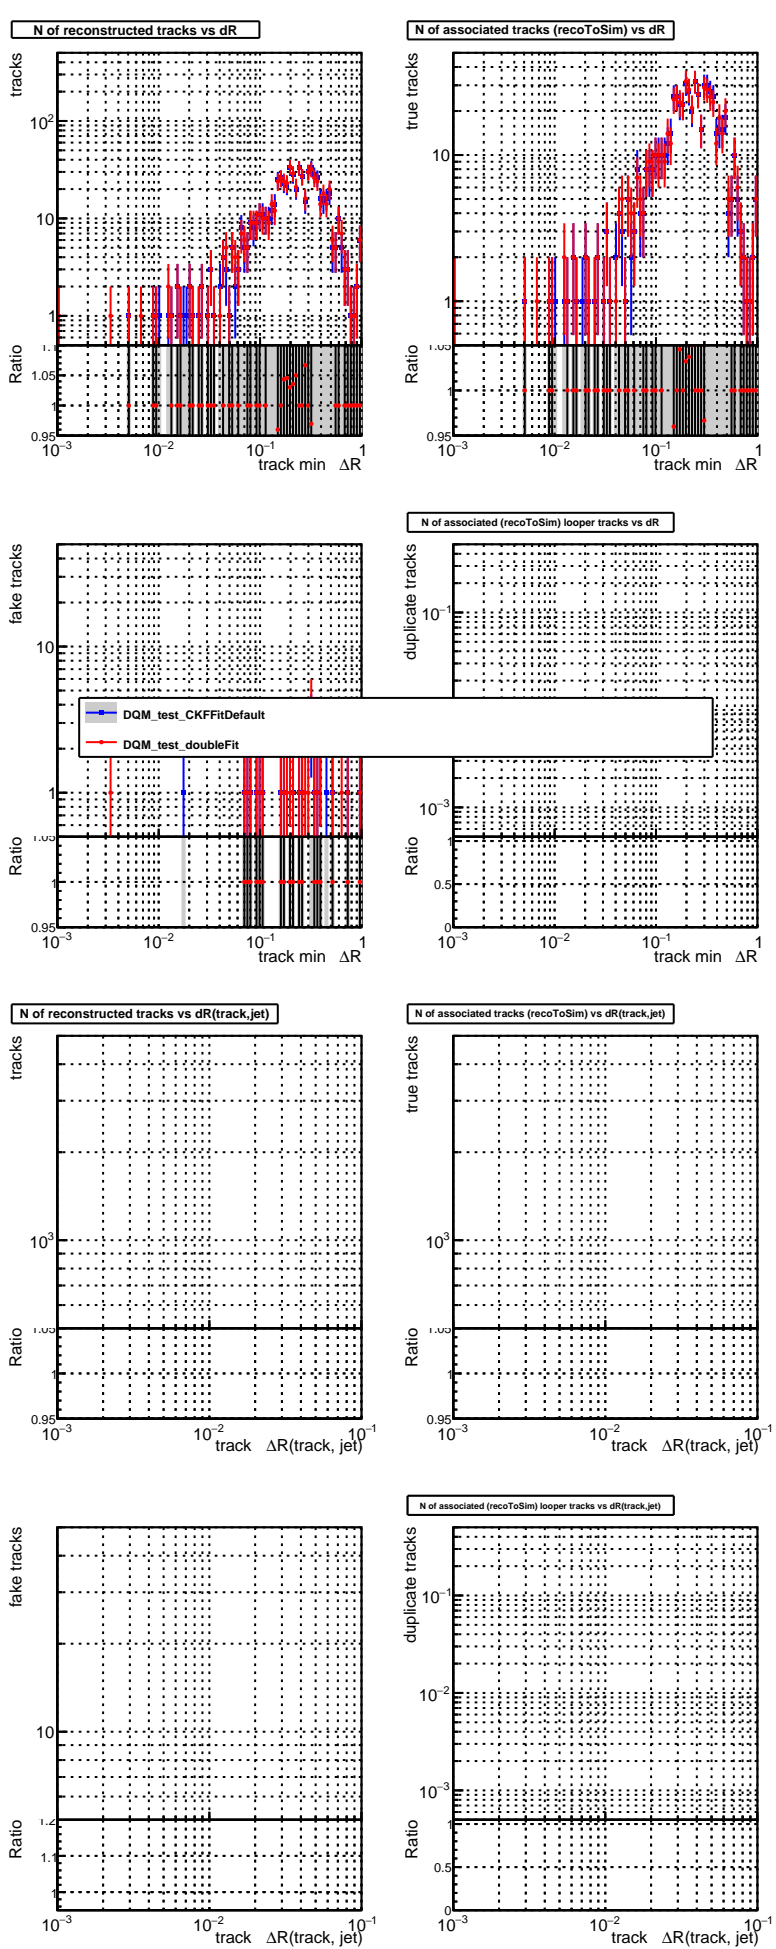 N of reconstructed tracks vs dR
tracks
10²
10
1
Ratio
1.05
1
0.95
10⁻³ 10⁻² 10⁻¹ 1
track min ΔR
N of associated tracks (recoToSim) vs dR
true tracks
10
1
Ratio
1.05
1
0.95
10⁻³ 10⁻² 10⁻¹ 1
track min ΔR
fake tracks
10
1
Ratio
1.05
1
0.95
10⁻³ 10⁻² 10⁻¹ 1
track min ΔR
N of associated (recoToSim) looper tracks vs dR
duplicate tracks
10⁻¹
10⁻³
Ratio
1
0.5
0
10⁻³ 10⁻² 10⁻¹ 1
track min ΔR
DQM_test_CKFFitDefault
DQM_test_doubleFit
N of reconstructed tracks vs dR(track,jet)
tracks
10³
Ratio
1.05
1
0.95
10⁻³ 10⁻² 10⁻¹
track ΔR(track, jet)
N of associated tracks (recoToSim) vs dR(track,jet)
true tracks
10³
Ratio
1.05
1
0.95
10⁻³ 10⁻² 10⁻¹
track ΔR(track, jet)
fake tracks
10
Ratio
1.2
1.1
1
10⁻³ 10⁻² 10⁻¹
track ΔR(track, jet)
N of associated (recoToSim) looper tracks vs dR(track,jet)
duplicate tracks
10⁻¹
10⁻²
10⁻³
Ratio
1
0.5
0
10⁻³ 10⁻² 10⁻¹
track ΔR(track, jet)